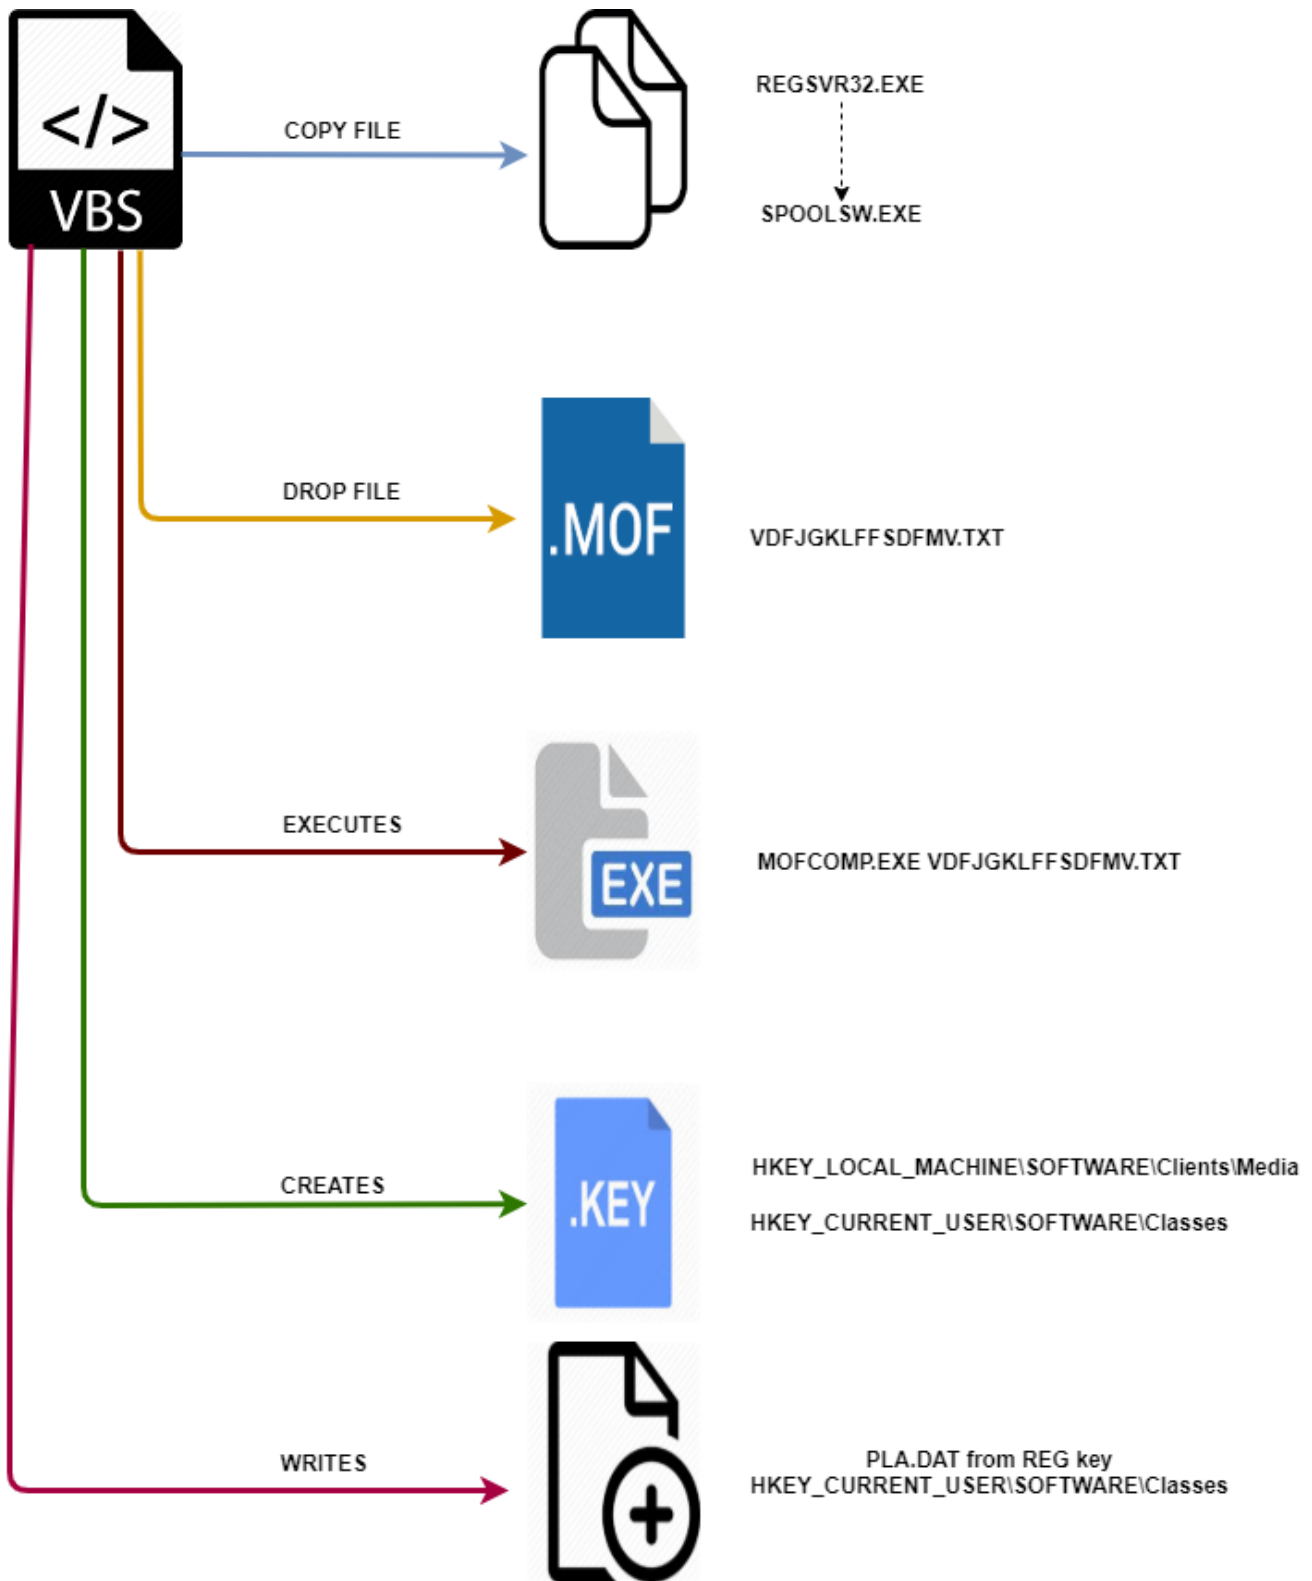 </>
VBS
COPY FILE
REGSVR32.EXE
SPOOLSW.EXE
DROP FILE
.MOF
VDFJGKLFFSDFMV.TXT
EXECUTES
EXE
MOFCOMP.EXE VDFJGKLFFSDFMV.TXT
CREATES
.KEY
HKEY_LOCAL_MACHINE\SOFTWARE\Clients\Media
HKEY_CURRENT_USER\SOFTWARE\Classes
WRITES
PLA.DAT from REG key
HKEY_CURRENT_USER\SOFTWARE\Classes